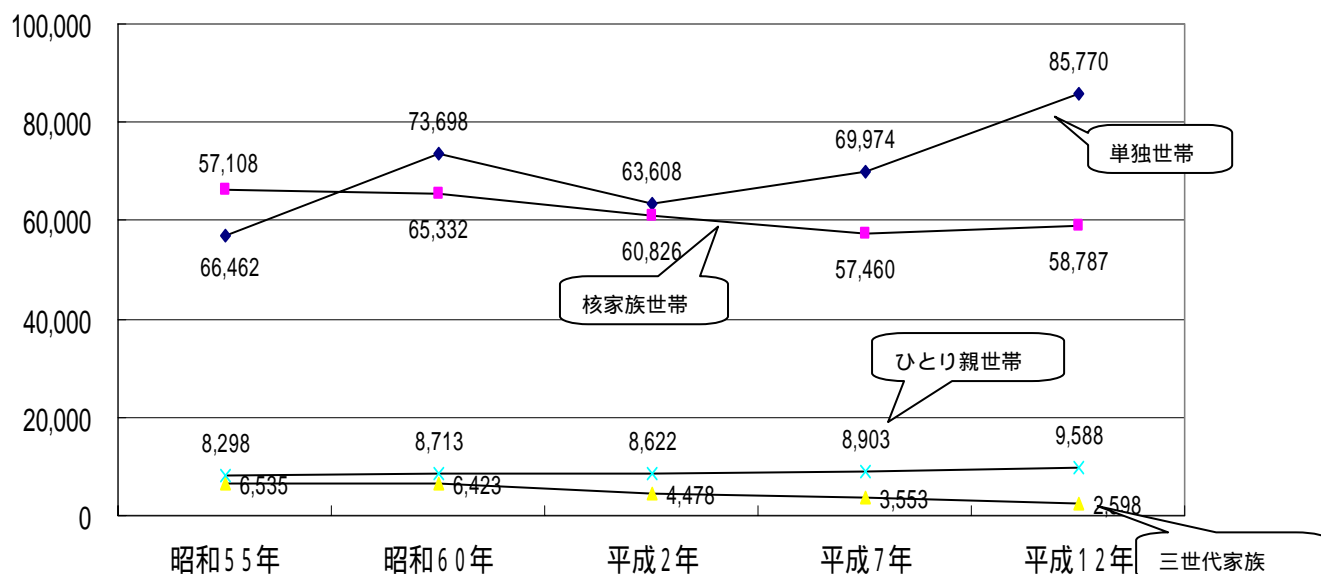 100,000
80,000
60,000
40,000
20,000
0
85,770
73,698
69,974
63,608
57,108
単独世帯
66,462
65,332
60,826
57,460
58,787
核家族世帯
ひとり親世帯
8,298
8,713
8,622
8,903
9,588
6,535
6,423
4,478
3,553
2,598
三世代家族
昭和55年
昭和60年
平成2年
平成7年
平成12年